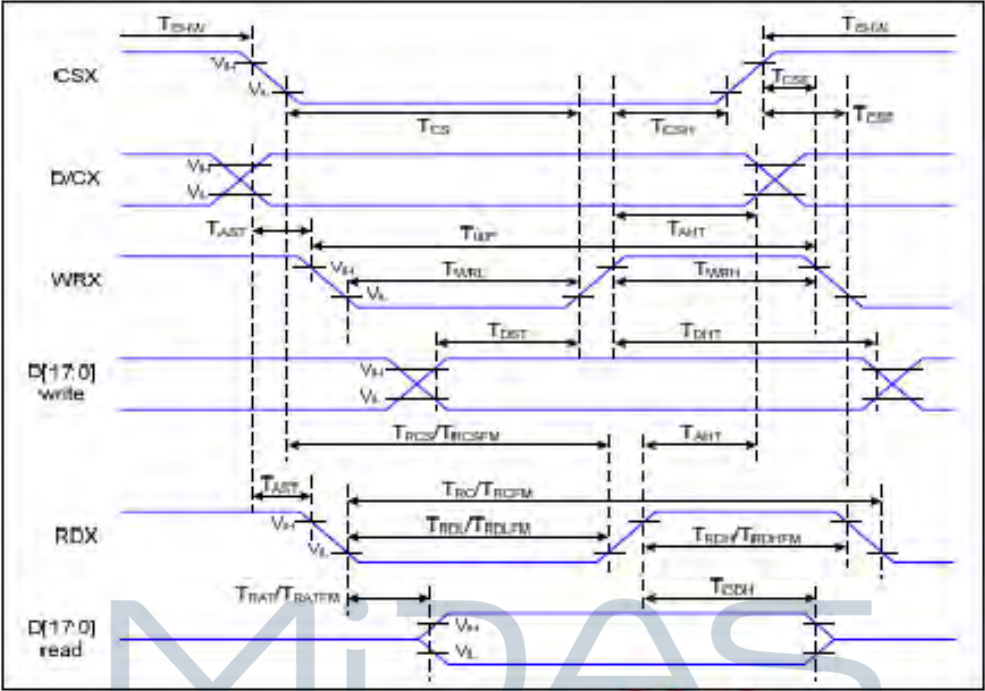 TCHW TCHW
CSX VIH VIL TCSF
TCS TCSH TCSF
D/CX VIH VIL
TAST TWC TAHT
WRX VIH VIL TWRL TWRH
TDST TDHT
D[17:0]
write
VIH
VIL
TRCS/TRCSFM TAHT
TAST TRC/TRCFM
RDX VIH VIL TRDL/TRDLFM TRDH/TRDHFM
TRAT/TRATFM TODH
D[17:0]
read
VIH
VIL
MiDAS